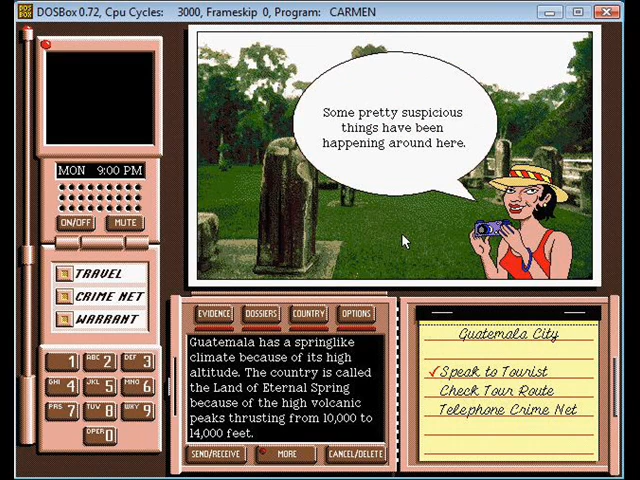 DOSBox 0.72, Cpu Cycles: 3000, Frameskip 0, Program: CARMEN
Some pretty suspicious
things have been
happening around here.
MON 9:00 PM
ON/OFF MUTE
TRAVEL
CRIME NET
WARRANT
1 ABC 2 DEF 3
GHI 4 JKL 5 MNO 6
PRS 7 TUV 8 WXY 9
OPER 0
EVIDENCE DOSSIERS COUNTRY OPTIONS
Guatemala has a springlike
climate because of its high
altitude. The country is called
the Land of Eternal Spring
because of the high volcanic
peaks thrusting from 10,000 to
14,000 feet.
SEND/RECEIVE MORE CANCEL/DELETE
Guatemala City
Speak to Tourist
Check Tour Route
Telephone Crime Net